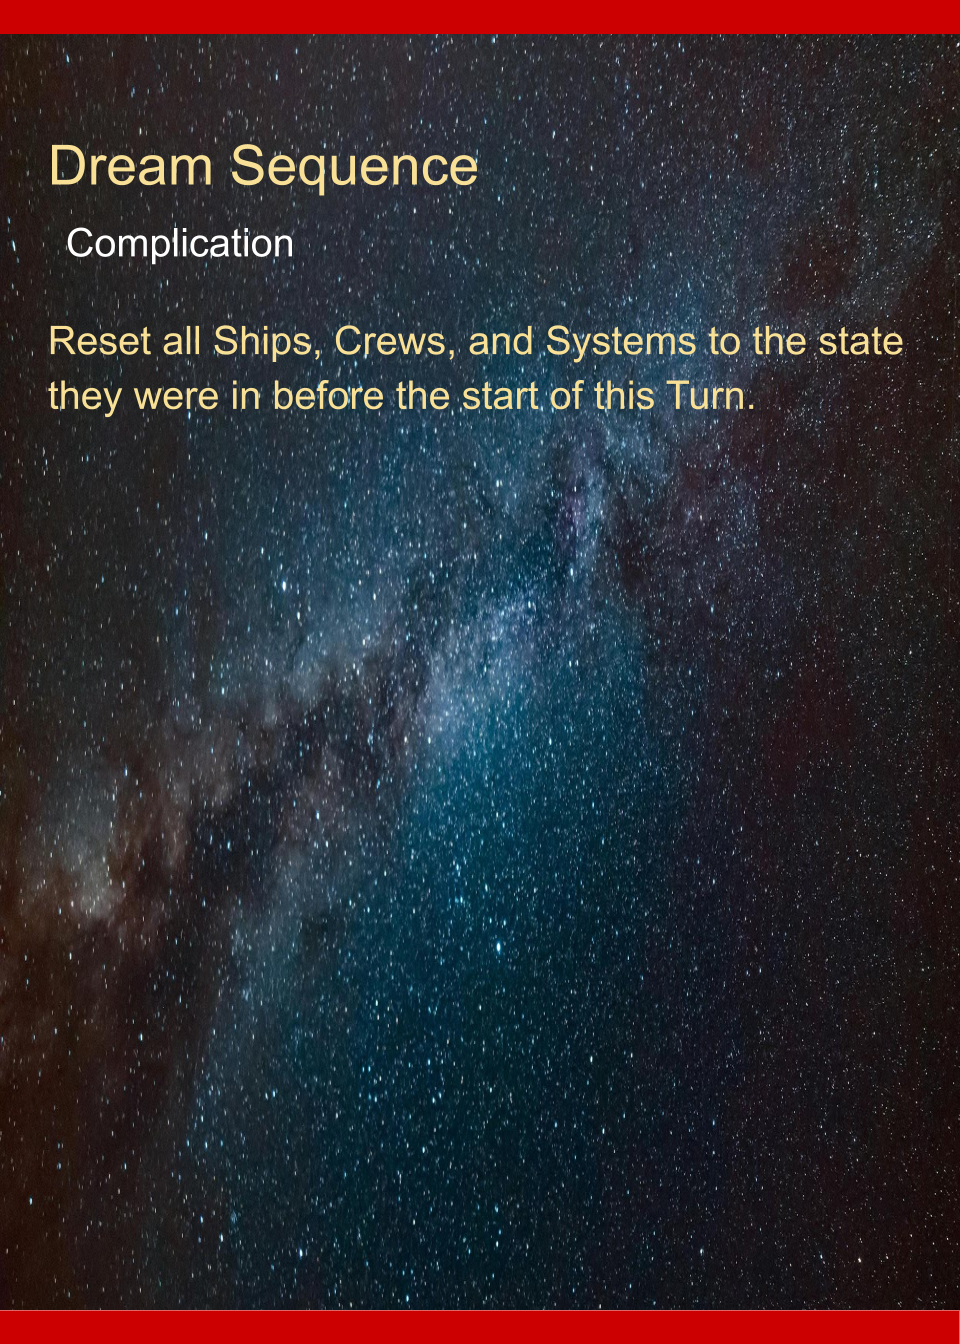 Dream Sequence
Complication
Reset all Ships, Crews, and Systems to the state
they were in before the start of this Turn.